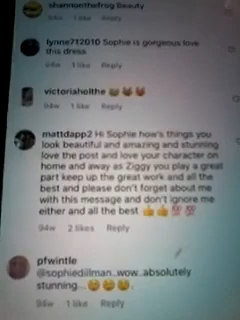 shannonthefrog Beauty
94w 1 like Reply
lynne712010 Sophie is gorgeous love
this dress
94w 1 like Reply
victoriaholthe 😂😻😻
94w 1 like Reply
mattdapp2 Hi Sophie how's things you
look beautiful and amazing and stunning
love the post and love your character on
home and away as Ziggy you play a great
part keep up the great work and all the
best and please don't forget about me
with this message and don't ignore me
either and all the best 👍👍💯💯
94w 2 likes Reply
pfwintle
@sophiedillman..wow..absolutely
stunning...😍😍😍.
94w 1 like Reply